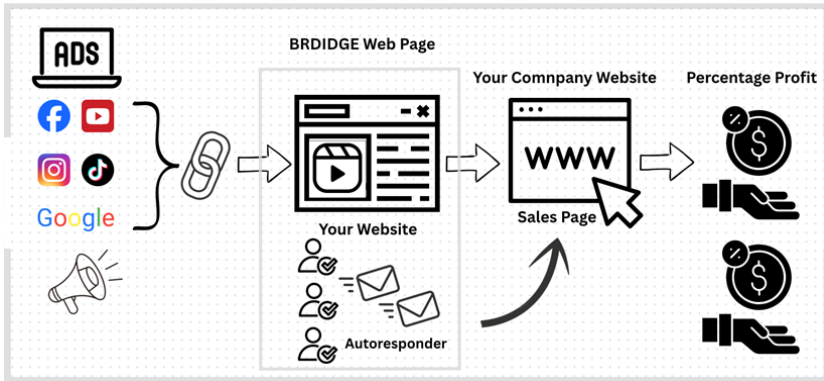 ADS
BRDIDGE Web Page
Your Comnpany Website
Percentage Profit
Google
WWW
Your Website
Sales Page
Autoresponder
%
$
%
$